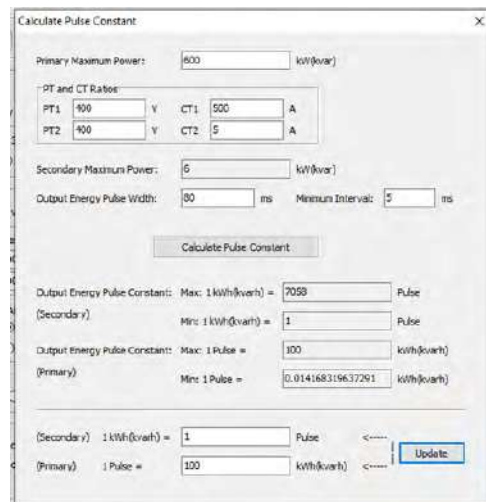 Calculate Pulse Constant
Primary Maximum Power: 600 kW(kvar)
PT and CT Ratios
PT1 400 V CT1 500 A
PT2 400 V CT2 5 A
Secondary Maximum Power: 6 kW(kvar)
Output Energy Pulse Width: 80 ms Minimum Interval: 5 ms
Calculate Pulse Constant
Output Energy Pulse Constant: Max: 1 kWh(kvarh) = 7058 Pulse
(Secondary)
Min: 1 kWh(kvarh) = 1 Pulse
Output Energy Pulse Constant: Max: 1 Pulse = 100 kWh(kvarh)
(Primary)
Min: 1 Pulse = 0.014168319637291 kWh(kvarh)
(Secondary) 1 kWh(kvarh) = 1 Pulse <-----
Update
(Primary) 1 Pulse = 100 kWh(kvarh) <-----